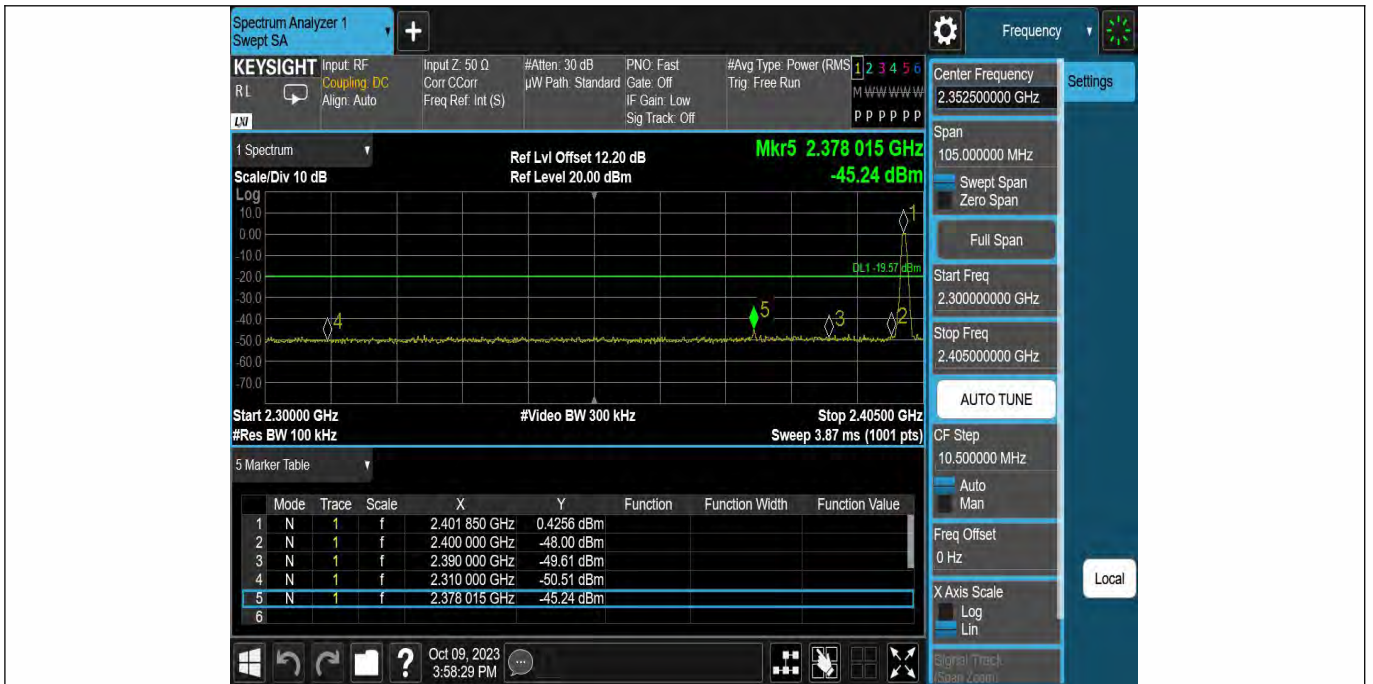 Spectrum Analyzer 1
Swept SA
+
Frequency
KEYSIGHT
RL
LXI
Input: RF
Coupling: DC
Align: Auto
Input Z: 50 Ω
Corr CCorr
Freq Ref: Int (S)
#Atten: 30 dB
µW Path: Standard
PNO: Fast
Gate: Off
IF Gain: Low
Sig Track: Off
#Avg Type: Power (RMS
Trig: Free Run
1 2 3 4 5 6
M W W W W W
P P P P P P
1 Spectrum
Scale/Div 10 dB
Ref Lvl Offset 12.20 dB
Ref Level 20.00 dBm
Mkr5 2.378 015 GHz
-45.24 dBm
Log
10.0
0.00
-10.0
-20.0
-30.0
-40.0
-50.0
-60.0
-70.0
DL1 -19.57 dBm
1
2
3
4
5
Start 2.30000 GHz
#Video BW 300 kHz
Stop 2.40500 GHz
#Res BW 100 kHz
Sweep 3.87 ms (1001 pts)
5 Marker Table
Mode Trace Scale X Y Function Function Width Function Value
1 N 1 f 2.401 850 GHz 0.4256 dBm
2 N 1 f 2.400 000 GHz -48.00 dBm
3 N 1 f 2.390 000 GHz -49.61 dBm
4 N 1 f 2.310 000 GHz -50.51 dBm
5 N 1 f 2.378 015 GHz -45.24 dBm
6
?
Oct 09, 2023
3:58:29 PM
Center Frequency
2.352500000 GHz
Settings
Span
105.000000 MHz
Swept Span
Zero Span
Full Span
Start Freq
2.300000000 GHz
Stop Freq
2.405000000 GHz
AUTO TUNE
CF Step
10.500000 MHz
Auto
Man
Freq Offset
0 Hz
X Axis Scale
Log
Lin
Local
Signal Track
(Span Zoom)